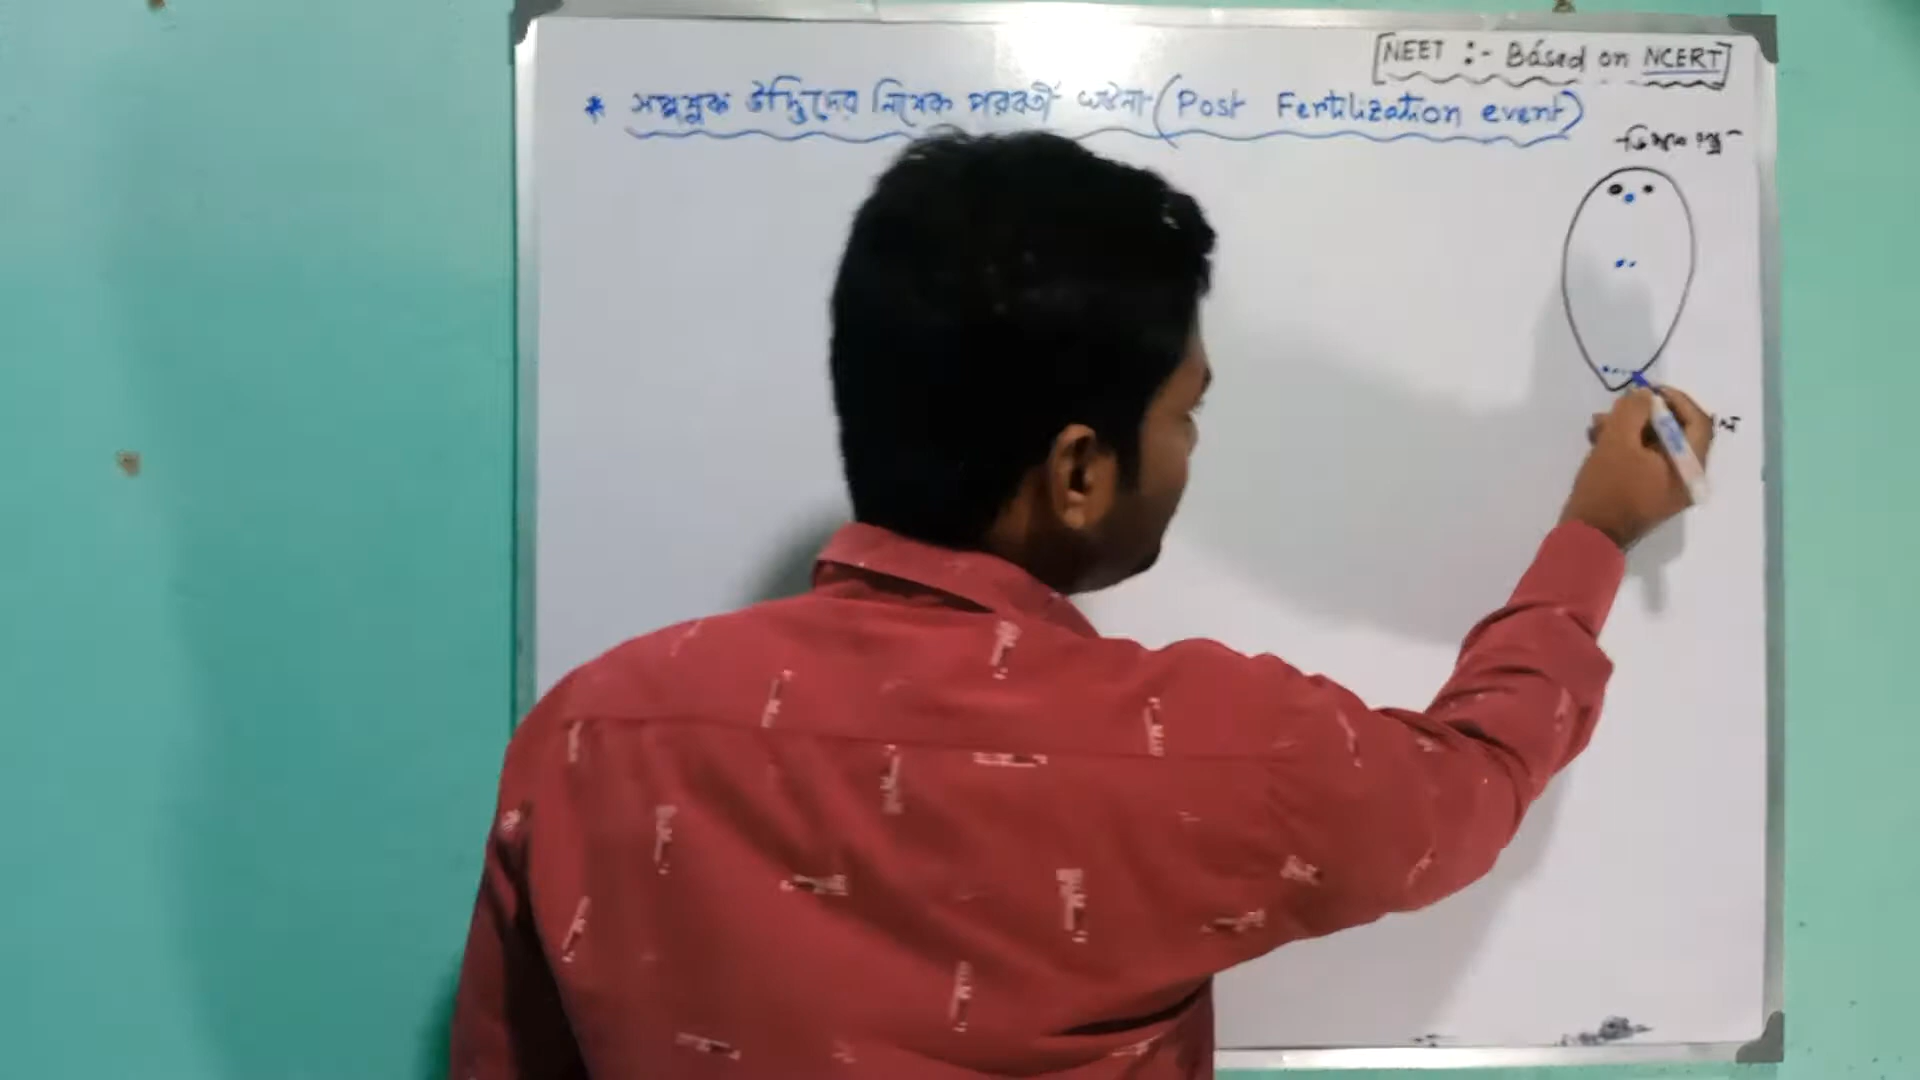 [NEET :- Based on NCERT]
* সপুষ্পক উদ্ভিদের নিষেক পরবর্তী ঘটনা (Post Fertilization event)